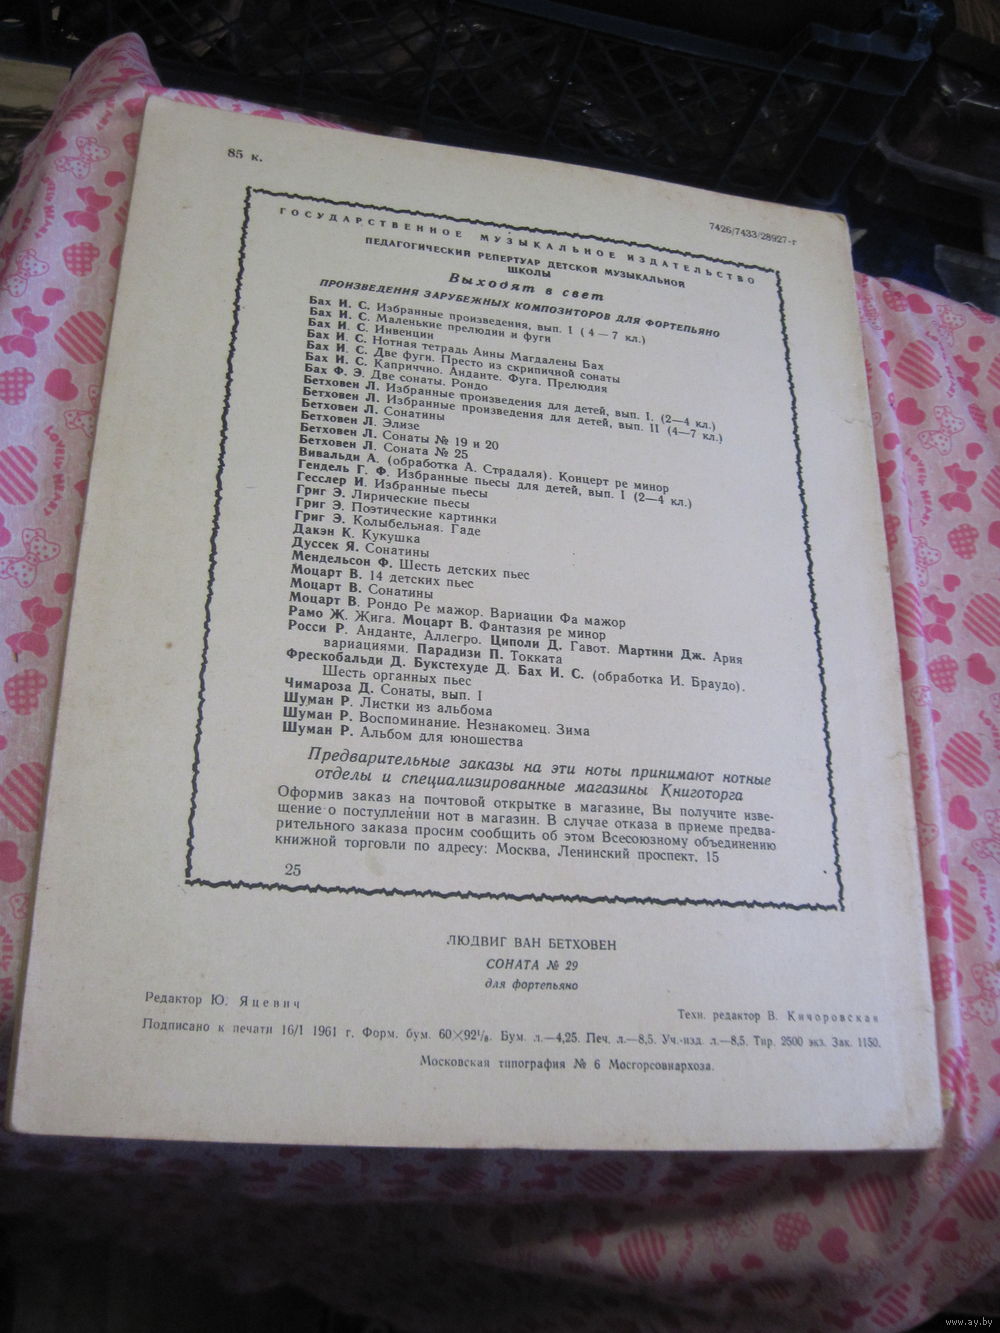 85 к.
7426/7433/28927-г
ГОСУДАРСТВЕННОЕ МУЗЫКАЛЬНОЕ ИЗДАТЕЛЬСТВО
ПЕДАГОГИЧЕСКИЙ РЕПЕРТУАР ДЕТСКОЙ МУЗЫКАЛЬНОЙ
ШКОЛЫ
Выходят в свет
ПРОИЗВЕДЕНИЯ ЗАРУБЕЖНЫХ КОМПОЗИТОРОВ ДЛЯ ФОРТЕПЬЯНО
Бах И. С. Избранные произведения, вып. I (4 — 7 кл.)
Бах И. С. Маленькие прелюдии и фуги
Бах И. С. Инвенции
Бах И. С. Нотная тетрадь Анны Магдалены Бах
Бах И. С. Две фуги. Престо из скрипичной сонаты
Бах И. С. Каприччио. Анданте. Фуга. Прелюдия
Бах Ф. Э. Две сонаты. Рондо
Бетховен Л. Избранные произведения для детей, вып. I, (2—4 кл.)
Бетховен Л. Избранные произведения для детей, вып. II (4—7 кл.)
Бетховен Л. Сонатины
Бетховен Л. Элизе
Бетховен Л. Сонаты № 19 и 20
Бетховен Л. Соната № 25
Вивальди А. (обработка А. Страдаля). Концерт ре минор
Гендель Г. Ф. Избранные пьесы для детей, вып. I (2—4 кл.)
Гесслер И. Избранные пьесы
Григ Э. Лирические пьесы
Григ Э. Поэтические картинки
Григ Э. Колыбельная. Гаде
Дакэн К. Кукушка
Дуссек Я. Сонатины
Мендельсон Ф. Шесть детских пьес
Моцарт В. 14 детских пьес
Моцарт В. Сонатины
Моцарт В. Рондо Ре мажор. Вариации Фа мажор
Рамо Ж. Жига. Моцарт В. Фантазия ре минор
Росси Р. Анданте, Аллегро. Циполи Д. Гавот. Мартини Дж. Ария
вариациями. Парадизи П. Токката
Фрескобальди Д. Букстехуде Д. Бах И. С. (обработка И. Браудо).
Шесть органных пьес
Чимароза Д. Сонаты, вып. I
Шуман Р. Листки из альбома
Шуман Р. Воспоминание. Незнакомец. Зима
Шуман Р. Альбом для юношества
Предварительные заказы на эти ноты принимают нотные
отделы и специализированные магазины Книготорга
Оформив заказ на почтовой открытке в магазине, Вы получите изве-
щение о поступлении нот в магазин. В случае отказа в приеме предва-
рительного заказа просим сообщить об этом Всесоюзному объединению
книжной торговли по адресу: Москва, Ленинский проспект, 15
25
ЛЮДВИГ ВАН БЕТХОВЕН
СОНАТА № 29
для фортепьяно
Редактор Ю. Яцевич
Техн. редактор В. Кичоровская
Подписано к печати 16/I 1961 г. Форм. бум. 60×92¹/₈. Бум. л.—4,25. Печ. л.—8,5. Уч.-изд. л.—8,5. Тир. 2500 экз. Зак. 1150.
Московская типография № 6 Мосгорсовнархоза.
LOVELY HEART
www.ay.by